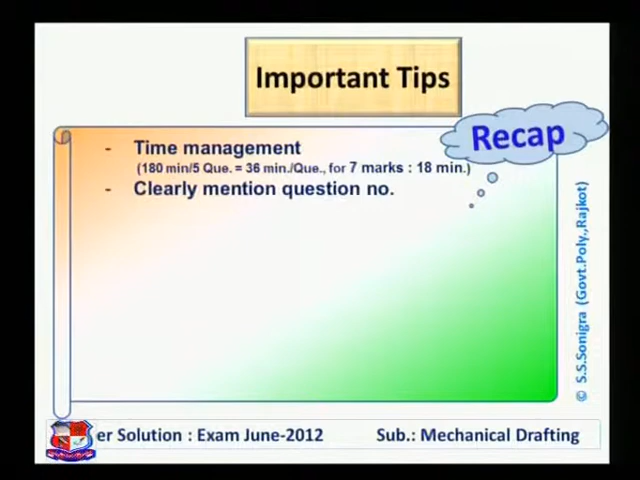 Important Tips
Recap
- Time management
(180 min/5 Que. = 36 min./Que., for 7 marks : 18 min.)
- Clearly mention question no.
© S.S.Sonigra (Govt.Poly.,Rajkot)
er Solution : Exam June-2012
Sub.: Mechanical Drafting